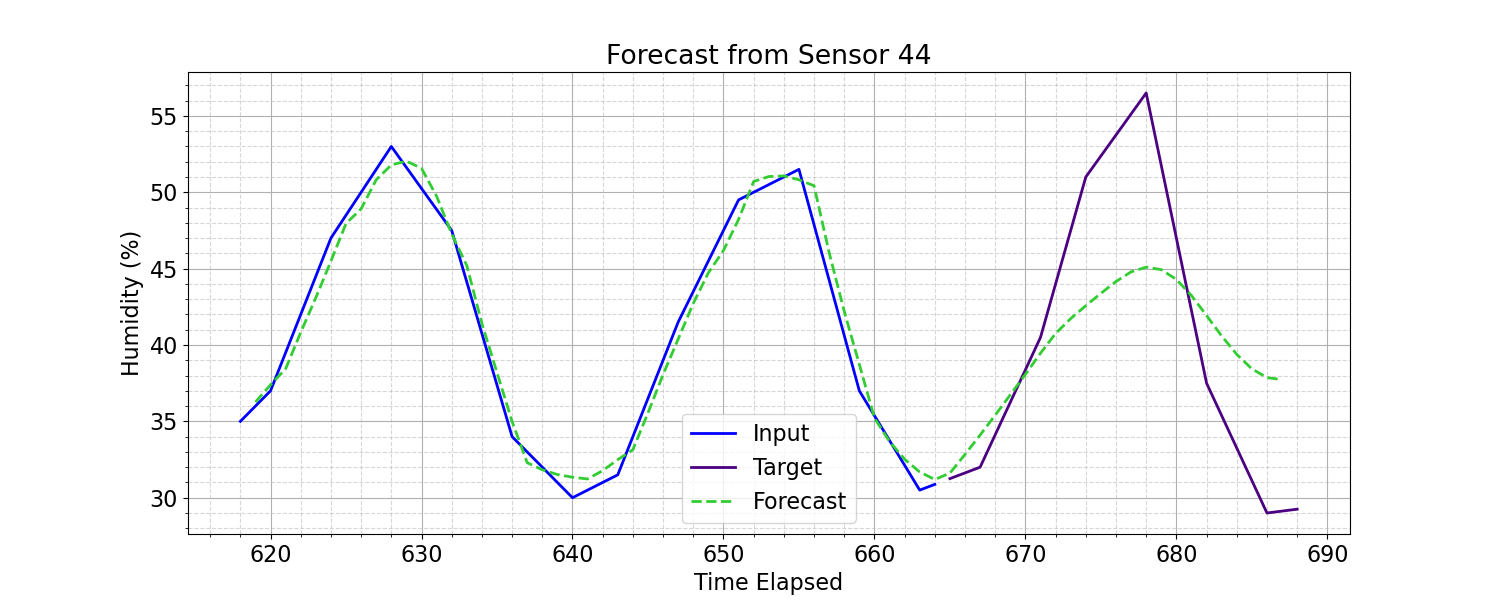 Forecast from Sensor 44
Humidity (%)
55
50
45
40
35
30
Input
Target
Forecast
620 630 640 650 660 670 680 690
Time Elapsed